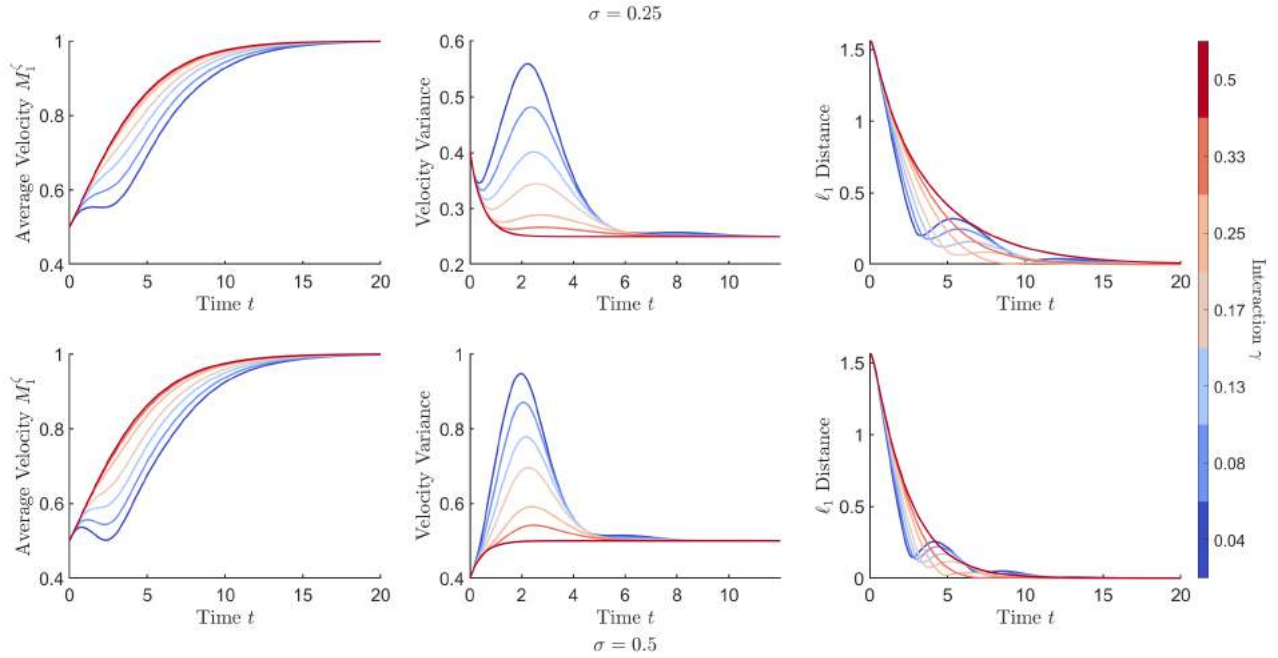 σ = 0.25
Average Velocity M₁^ζ
1
0.8
0.6
0.4
0 5 10 15 20
Time t
Velocity Variance
0.6
0.5
0.4
0.3
0.2
0 2 4 6 8 10
Time t
ℓ₁ Distance
1.5
1
0.5
0
0 5 10 15 20
Time t
Average Velocity M₁^ζ
1
0.8
0.6
0.4
0 5 10 15 20
Time t
Velocity Variance
1
0.8
0.6
0.4
0 2 4 6 8 10
Time t
ℓ₁ Distance
1.5
1
0.5
0
0 5 10 15 20
Time t
0.5
0.33
0.25
0.17
0.13
0.08
0.04
Interaction γ
σ = 0.5